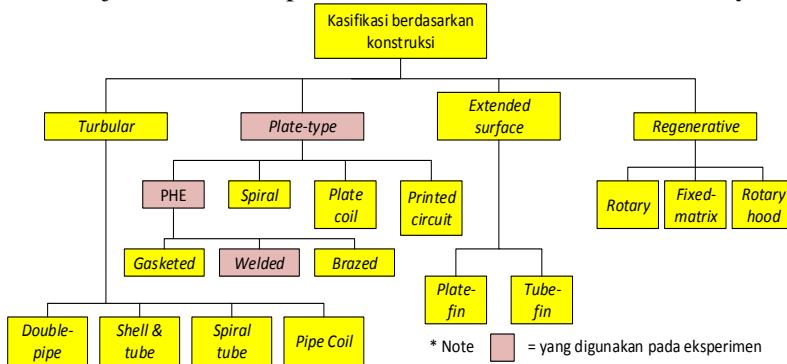 Kasifikasi berdasarkan
konstruksi
Turbular
Plate-type
Extended
surface
Regenerative
PHE
Spiral
Plate
coil
Printed
circuit
Rotary
Fixed-
matrix
Rotary
hood
Gasketed
Welded
Brazed
Plate-
fin
Tube-
fin
Double-
pipe
Shell &
tube
Spiral
tube
Pipe Coil
* Note
= yang digunakan pada eksperimen